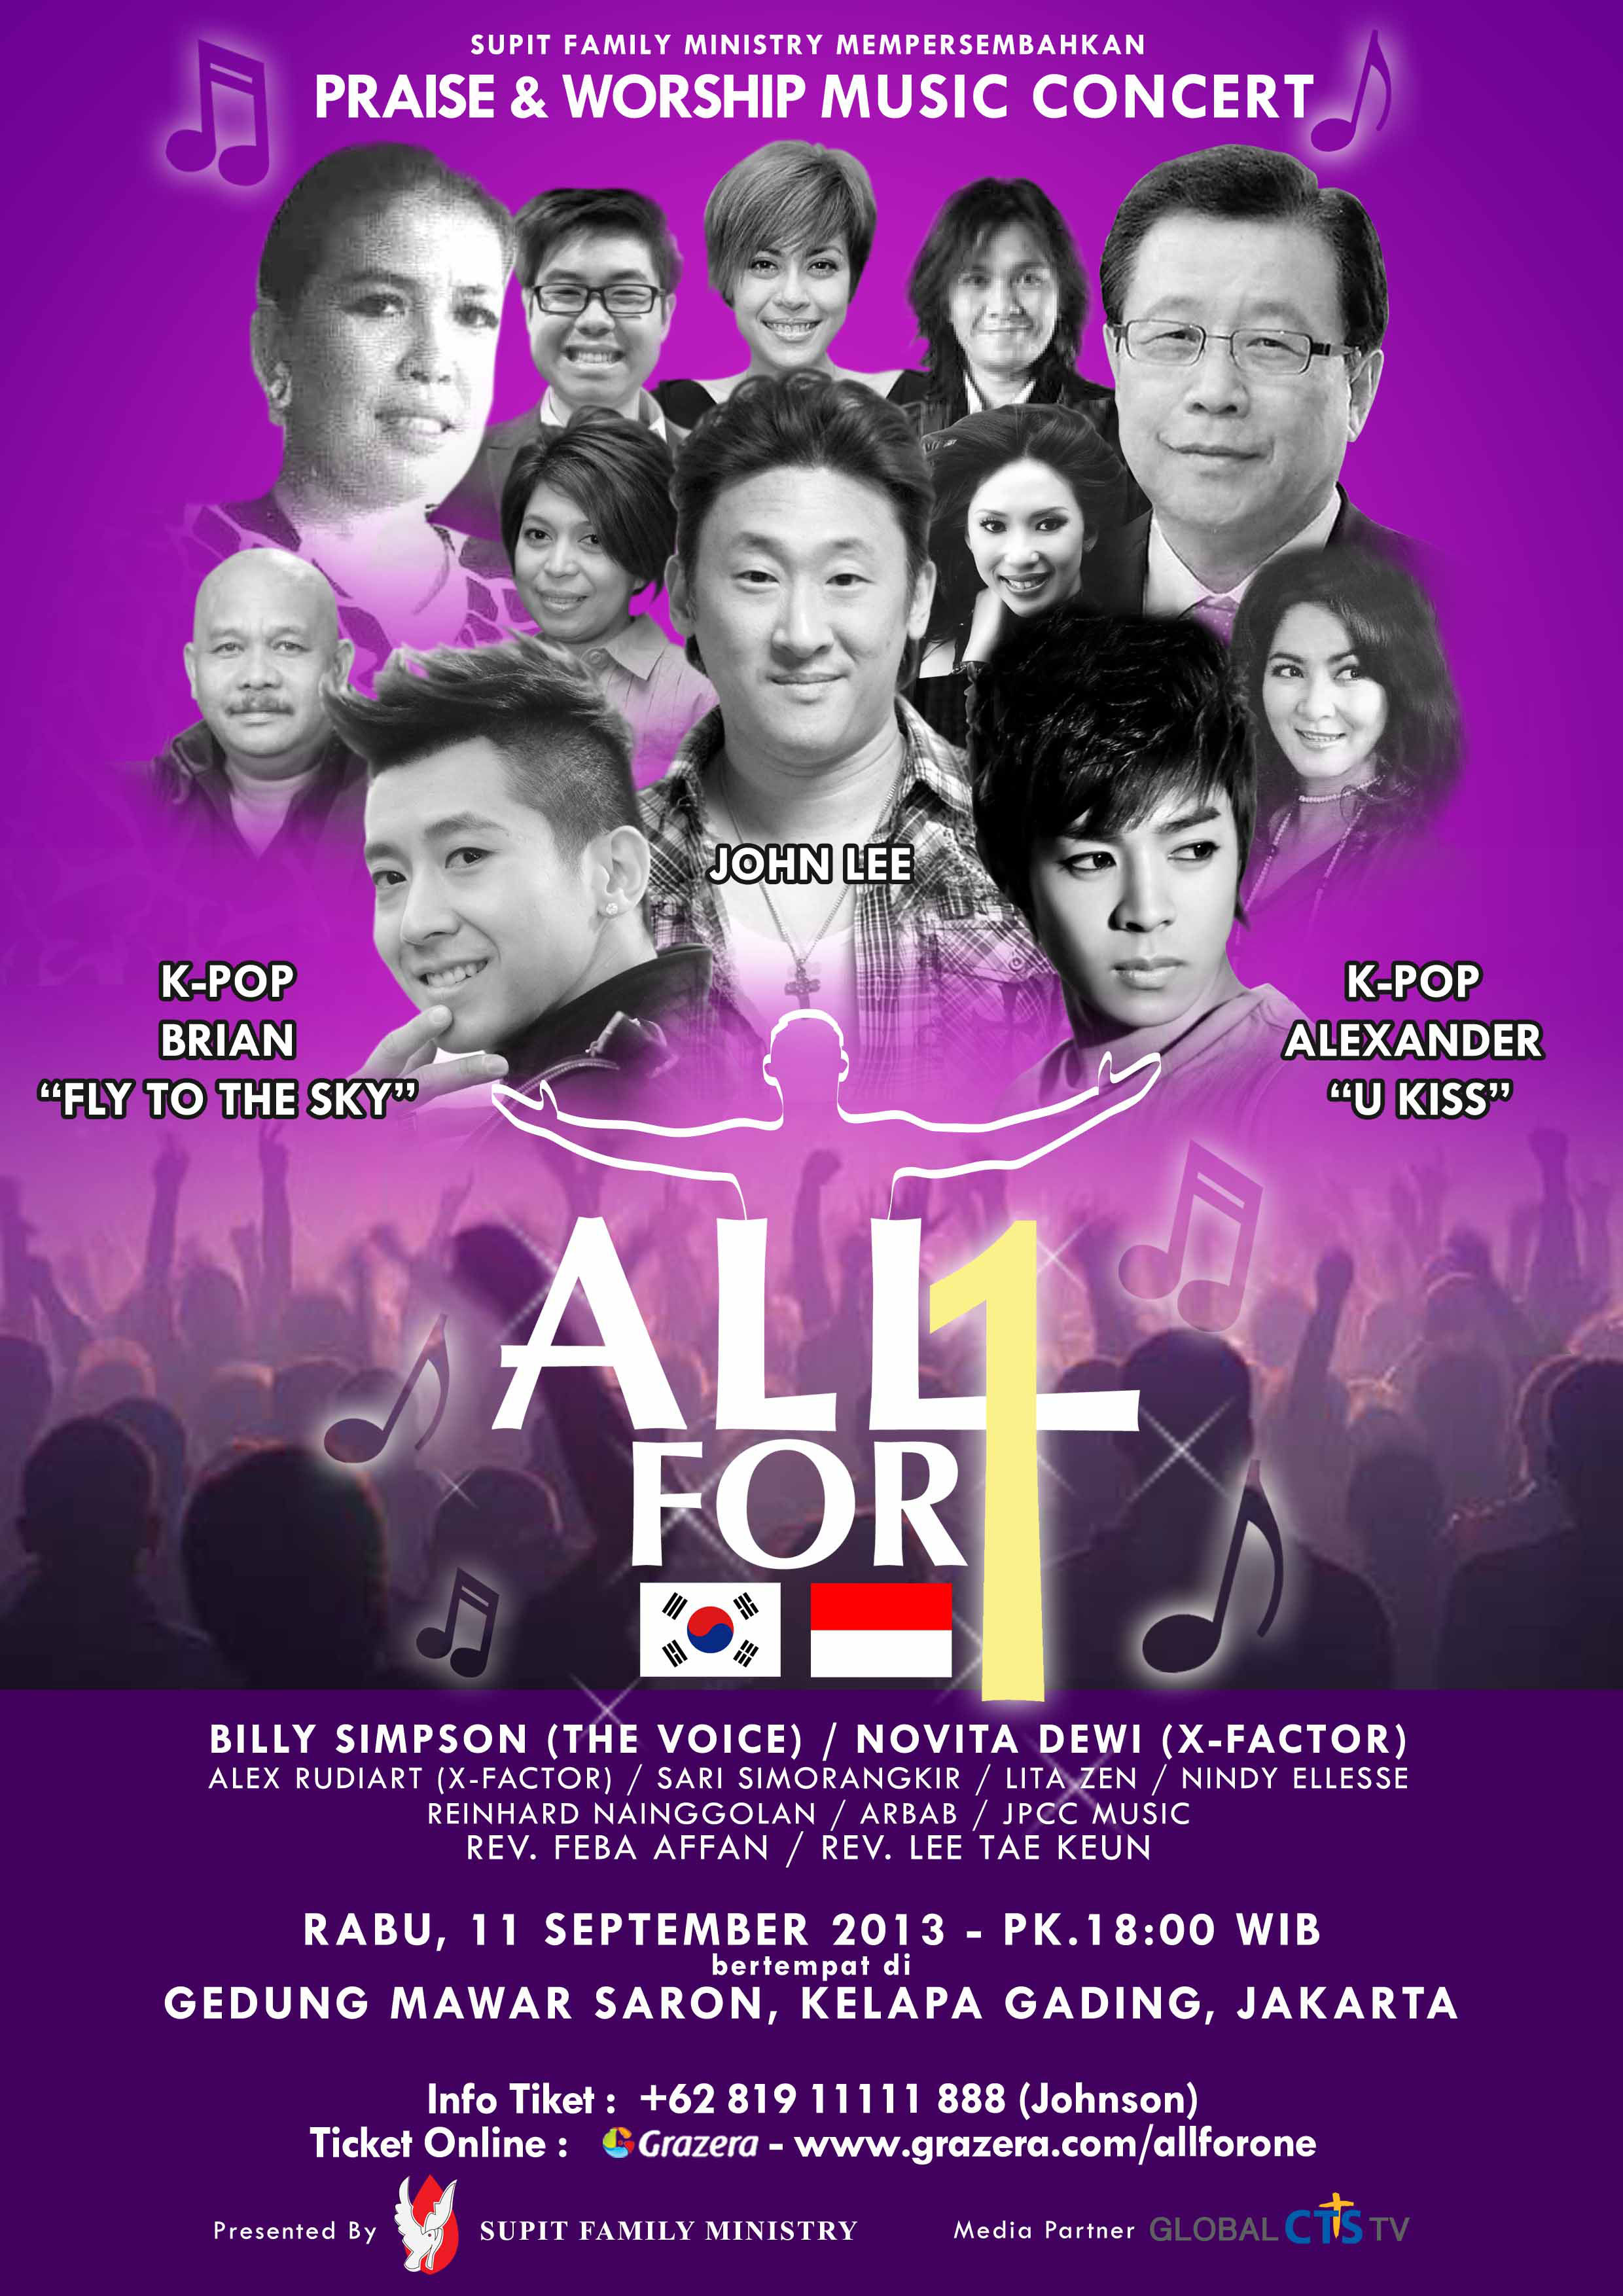 SUPIT FAMILY MINISTRY MEMPERSEMBAHKAN
PRAISE & WORSHIP MUSIC CONCERT
JOHN LEE
K-POP
BRIAN
“FLY TO THE SKY”
K-POP
ALEXANDER
“U KISS”
ALL
FOR 1
BILLY SIMPSON (THE VOICE) / NOVITA DEWI (X-FACTOR)
ALEX RUDIART (X-FACTOR) / SARI SIMORANGKIR / LITA ZEN / NINDY ELLESSE
REINHARD NAINGGOLAN / ARBAB / JPCC MUSIC
REV. FEBA AFFAN / REV. LEE TAE KEUN
RABU, 11 SEPTEMBER 2013 - PK.18:00 WIB
bertempat di
GEDUNG MAWAR SARON, KELAPA GADING, JAKARTA
Info Tiket : +62 819 11111 888 (Johnson)
Ticket Online : Grazera - www.grazera.com/allforone
Presented By SUPIT FAMILY MINISTRY Media Partner GLOBAL CTS TV